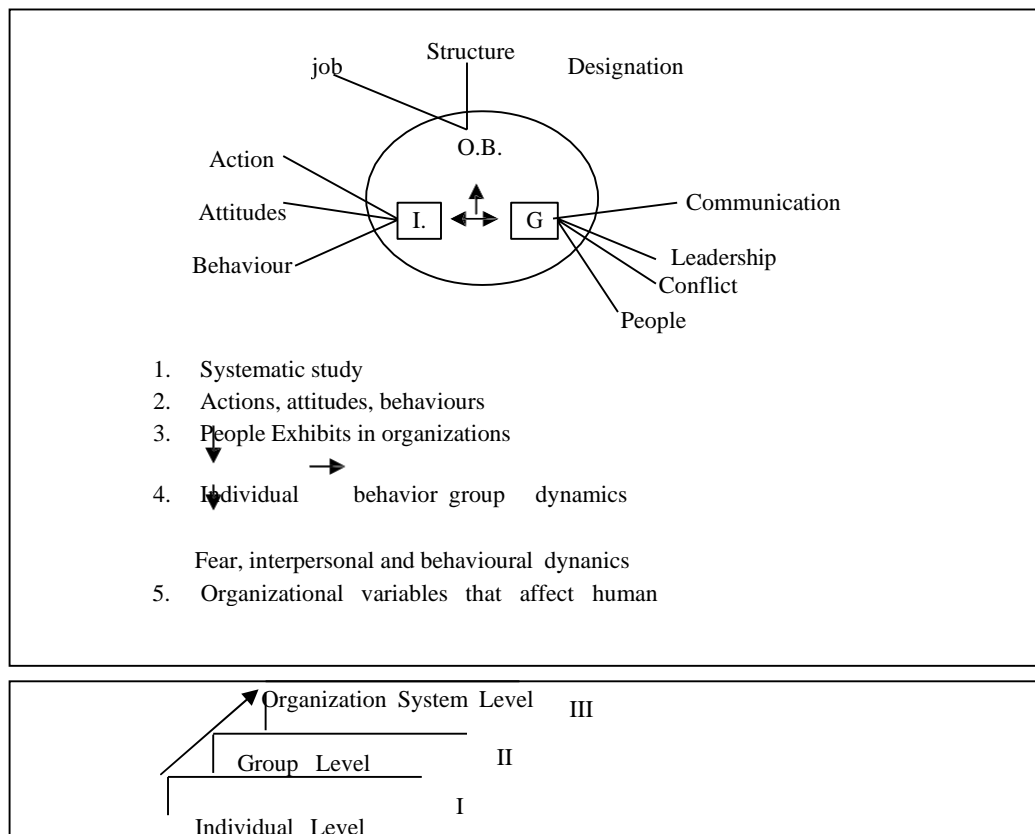 Structure
job
Designation
O.B.
Action
Attitudes
I.
G
Communication
Behaviour
Leadership
Conflict
People
1. Systematic study
2. Actions, attitudes, behaviours
3. People Exhibits in organizations
4. Individual behavior group dynamics
Fear, interpersonal and behavioural dynanics
5. Organizational variables that affect human
Organization System Level III
Group Level II
Individual Level I